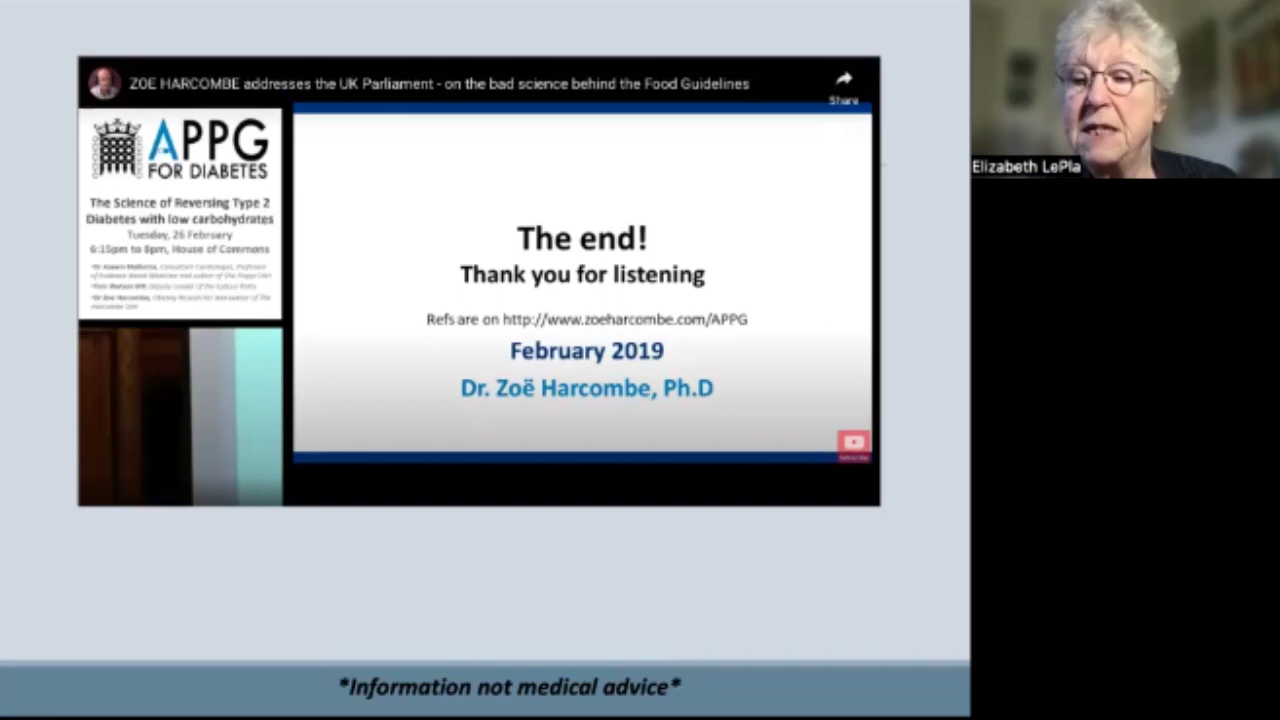 ZOE HARCOMBE addresses the UK Parliament - on the bad science behind the Food Guidelines
Share
APPG
FOR DIABETES
The Science of Reversing Type 2
Diabetes with low carbohydrates
Tuesday, 26 February
6:15pm to 8pm, House of Commons
The end!
Thank you for listening
Refs are on http://www.zoeharcombe.com/APPG
February 2019
Dr. Zoë Harcombe, Ph.D
Elizabeth LePla
*Information not medical advice*